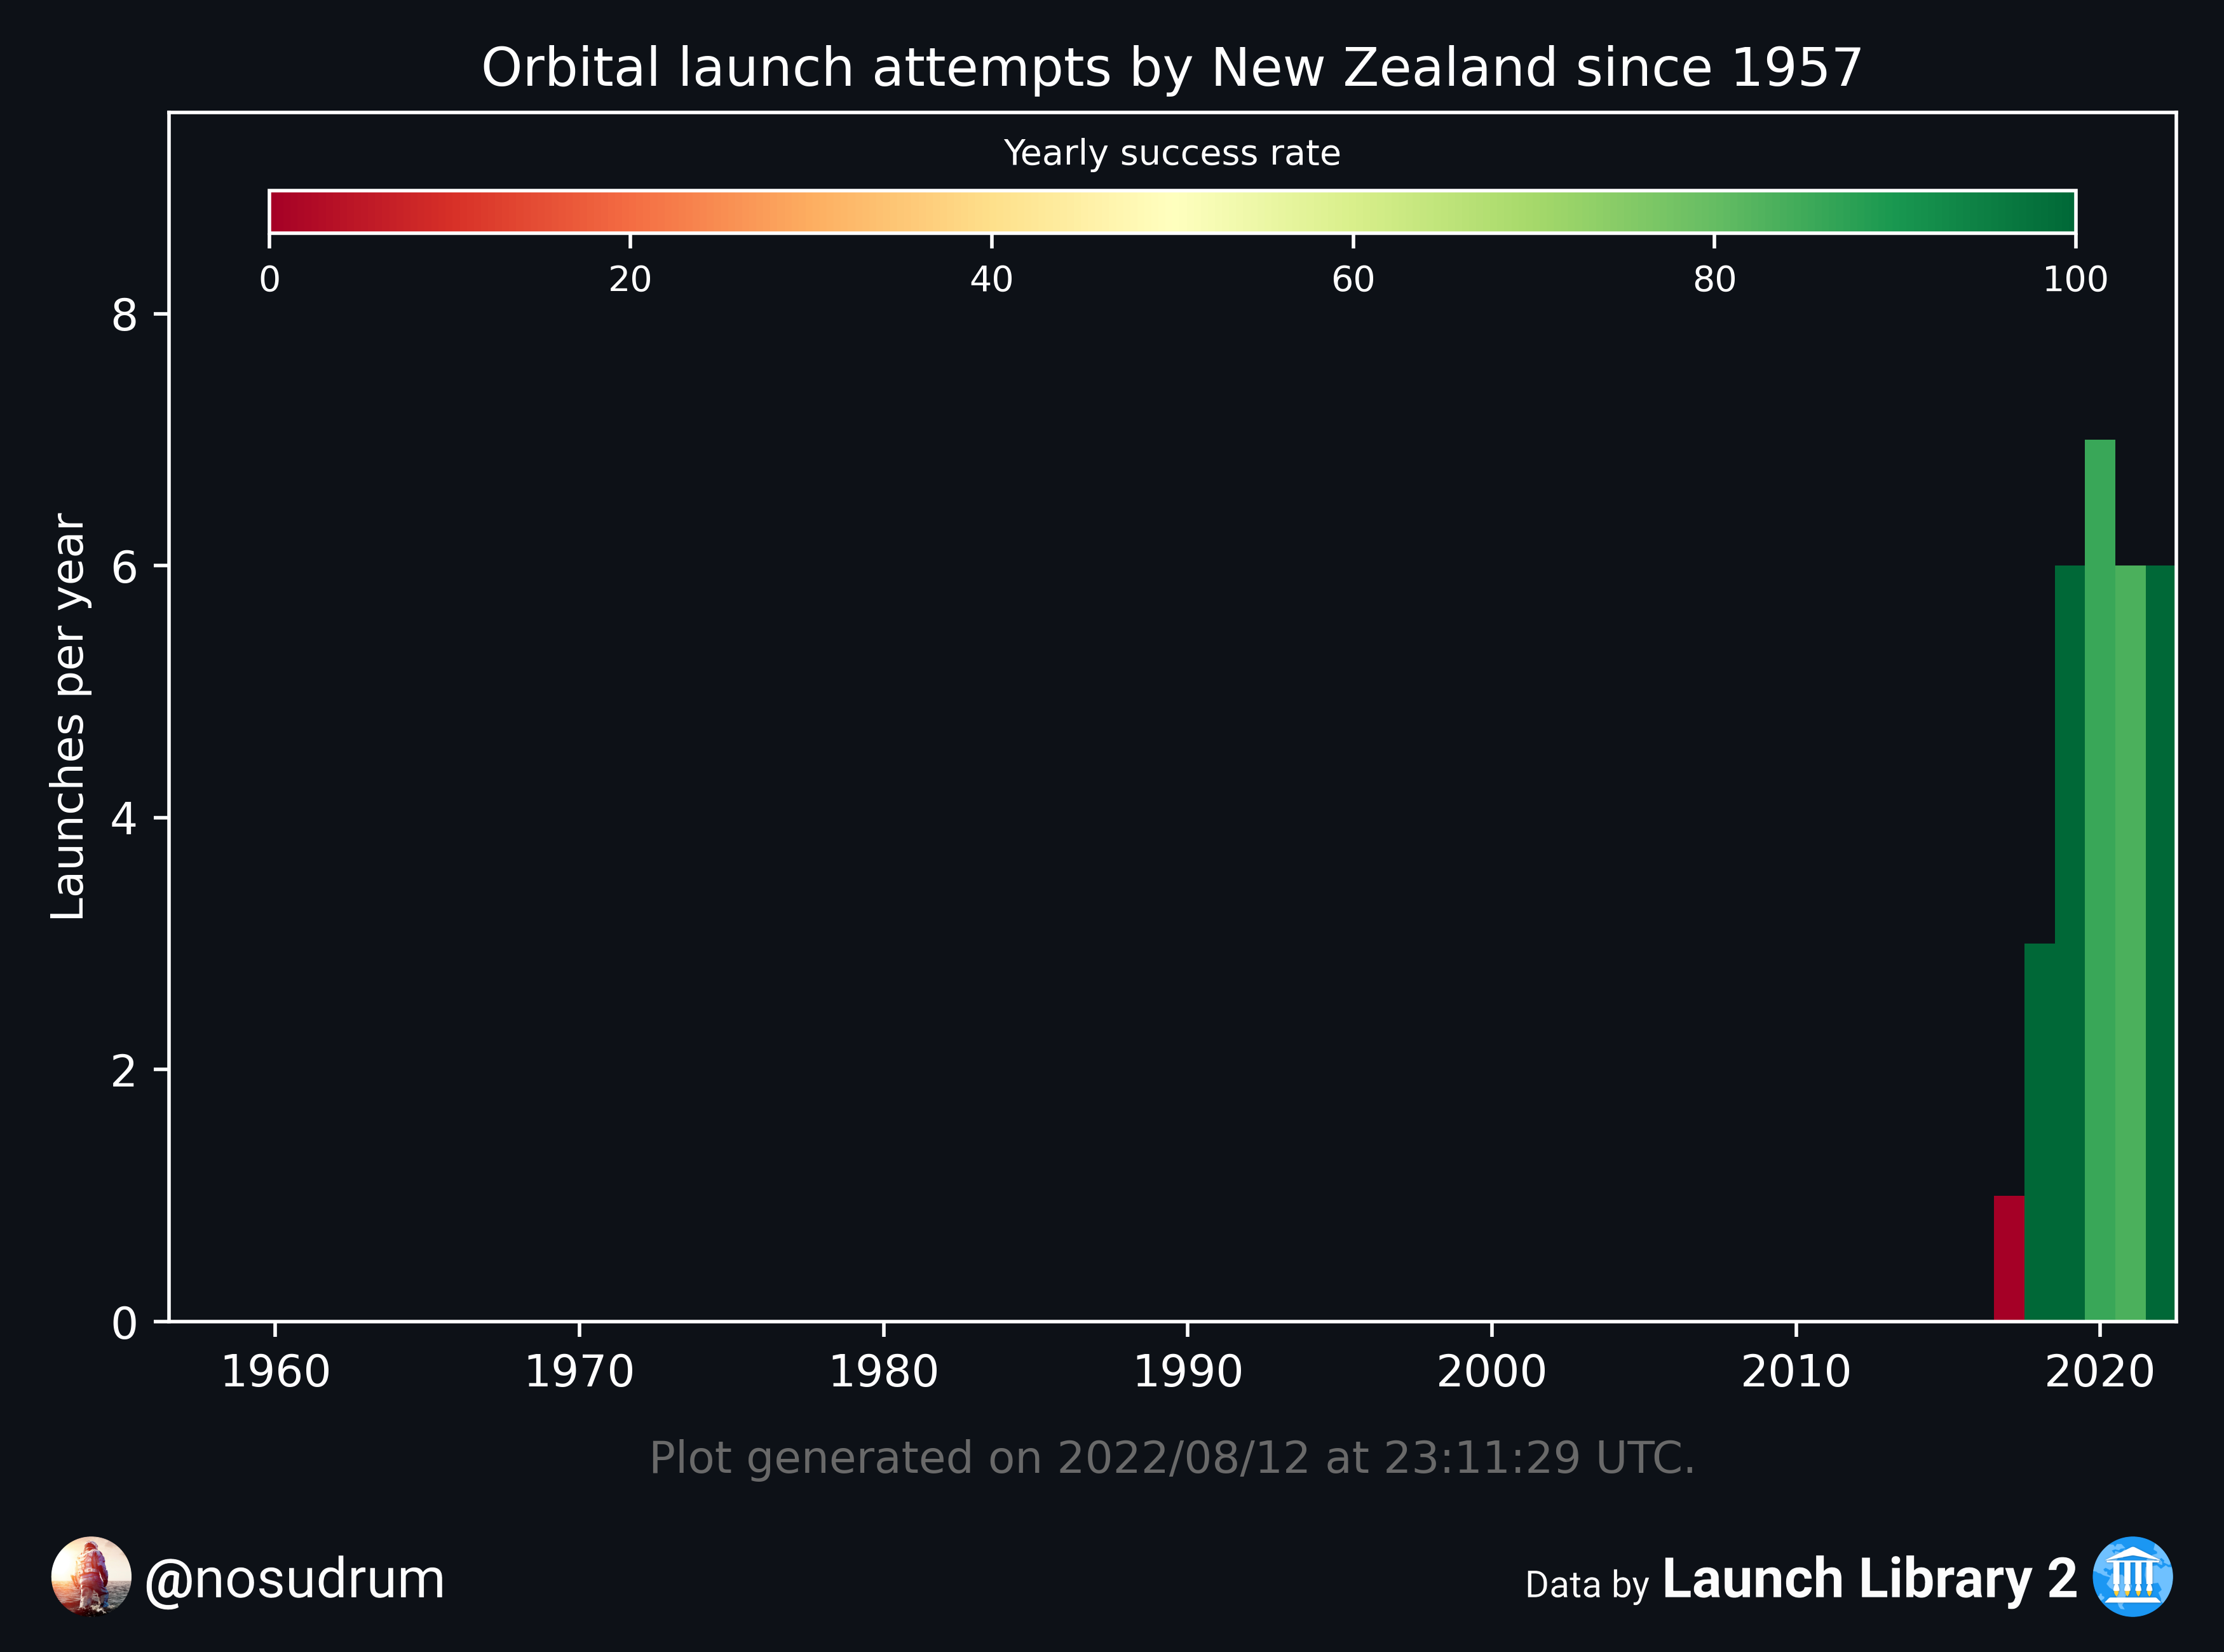 Orbital launch attempts by New Zealand since 1957
Yearly success rate
0 20 40 60 80 100
8
6
4
2
0
Launches per year
1960 1970 1980 1990 2000 2010 2020
Plot generated on 2022/08/12 at 23:11:29 UTC.
@nosudrum
Data by Launch Library 2